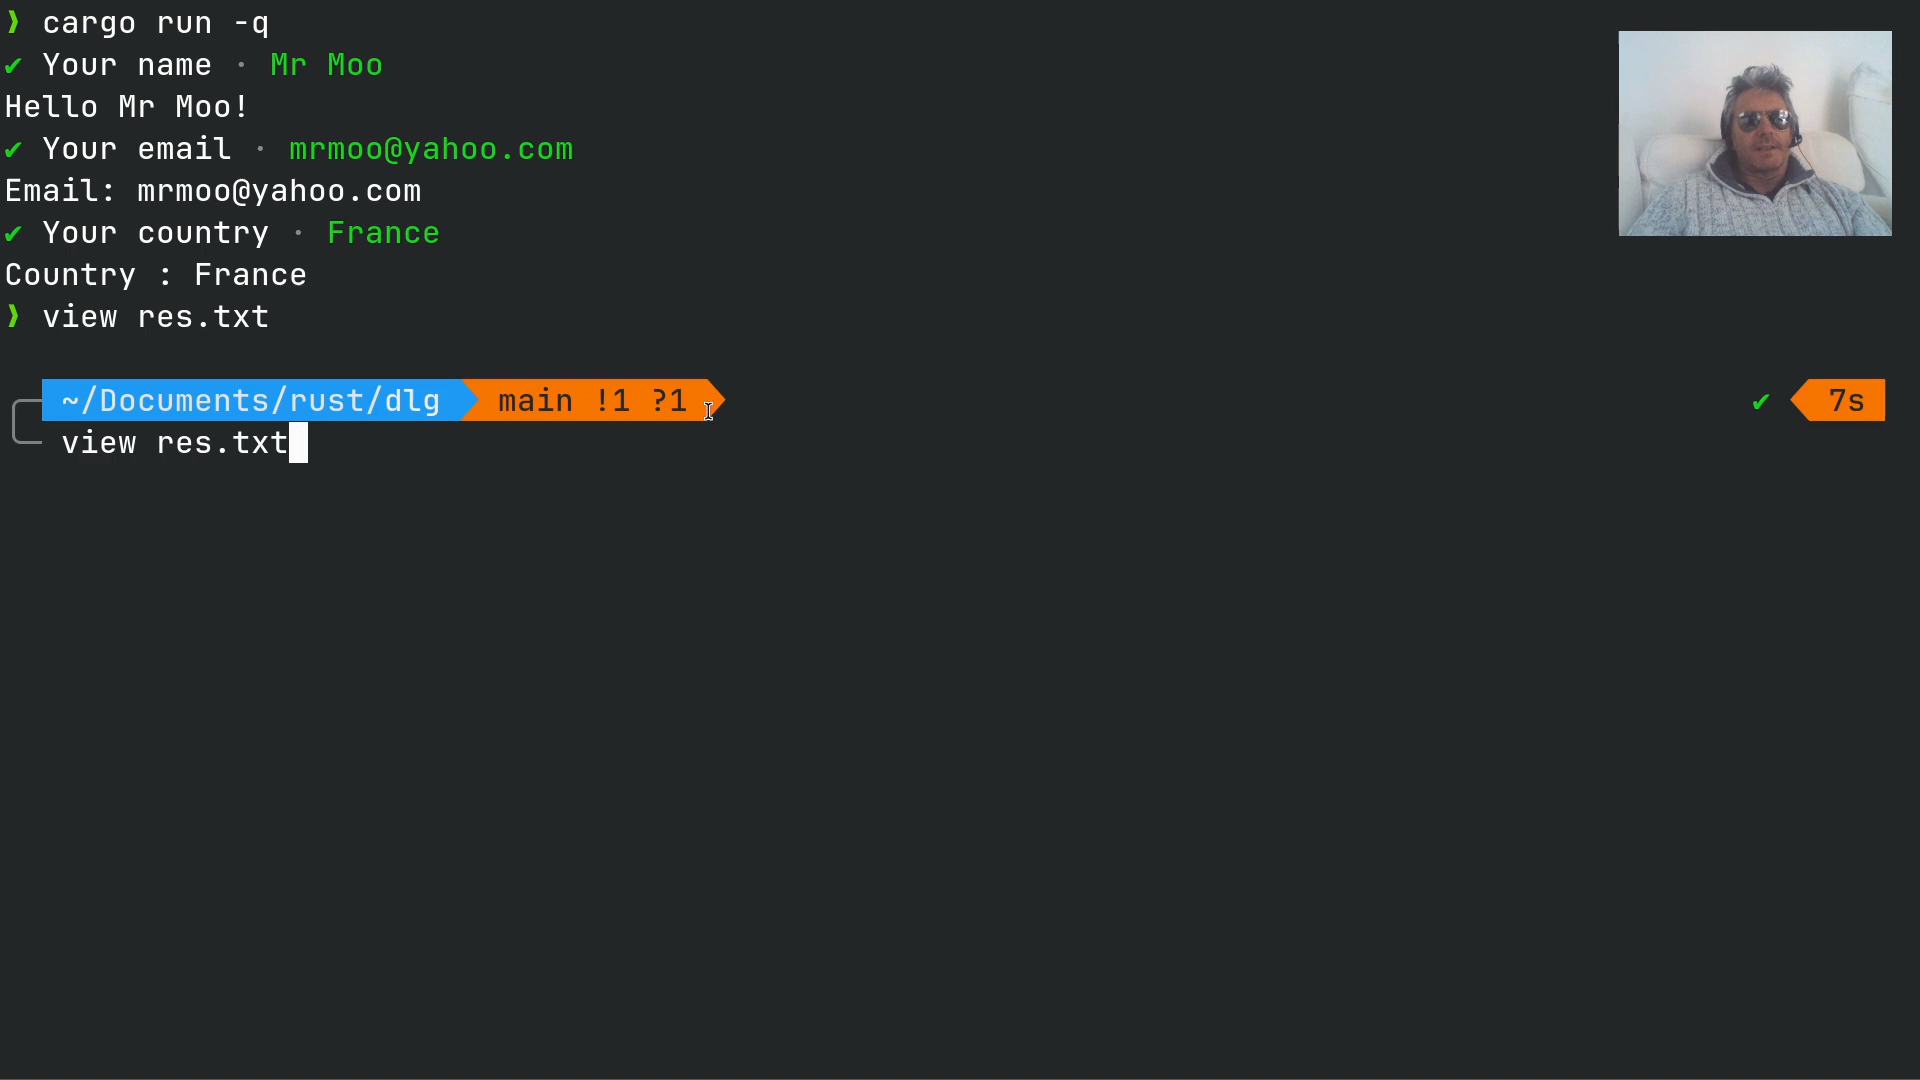 ❱ cargo run -q
✔ Your name · Mr Moo
Hello Mr Moo!
✔ Your email · mrmoo@yahoo.com
Email: mrmoo@yahoo.com
✔ Your country · France
Country : France
❱ view res.txt
~/Documents/rust/dlg main !1 ?1 ✔ 7s
view res.txt